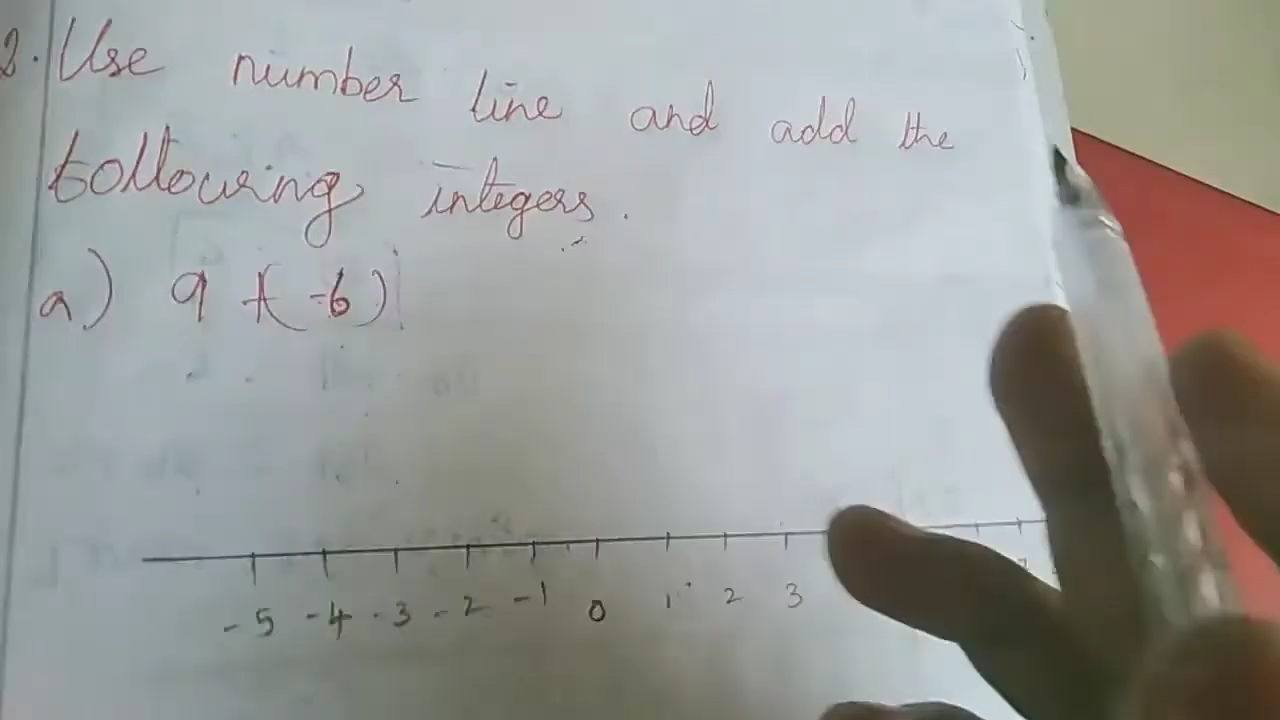 2. Use number line and add the
following integers.
a) 9 + (-6)
-5 -4 -3 -2 -1 0 1 2 3